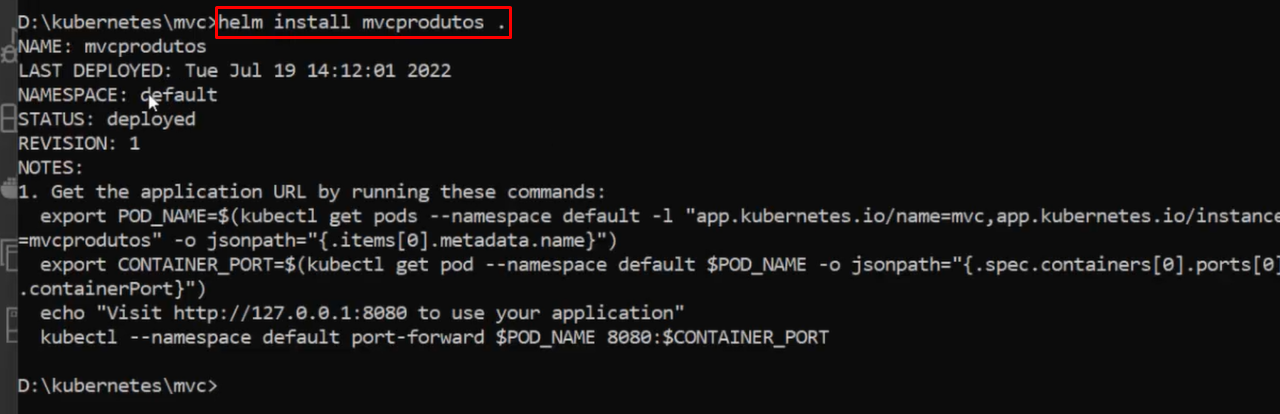 D:\kubernetes\mvc>helm install mvcprodutos .
NAME: mvcprodutos
LAST DEPLOYED: Tue Jul 19 14:12:01 2022
NAMESPACE: default
STATUS: deployed
REVISION: 1
NOTES:
1. Get the application URL by running these commands:
  export POD_NAME=$(kubectl get pods --namespace default -l "app.kubernetes.io/name=mvc,app.kubernetes.io/instance
=mvcprodutos" -o jsonpath="{.items[0].metadata.name}")
  export CONTAINER_PORT=$(kubectl get pod --namespace default $POD_NAME -o jsonpath="{.spec.containers[0].ports[0]
.containerPort}")
  echo "Visit http://127.0.0.1:8080 to use your application"
  kubectl --namespace default port-forward $POD_NAME 8080:$CONTAINER_PORT
D:\kubernetes\mvc>